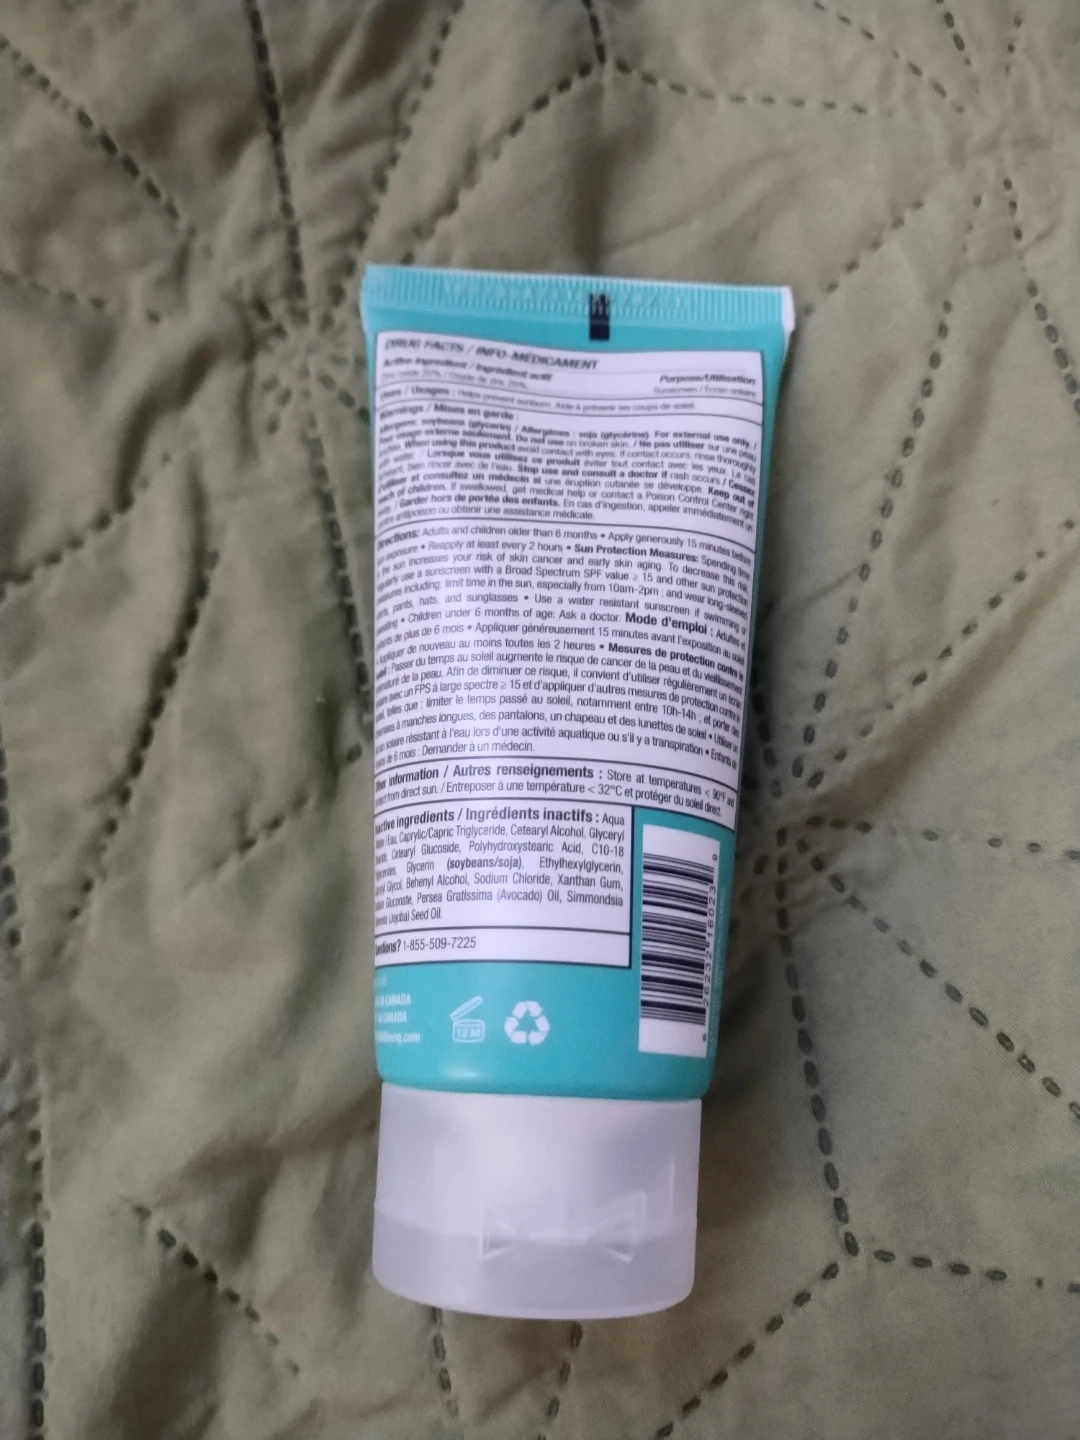 DRUG FACTS / INFO-MÉDICAMENT
Active ingredient / Ingrédient actif Purpose/Utilisation
Zinc oxide 20% / Oxyde de zinc 20% Sunscreen / Écran solaire
Uses / Usages : Helps prevent sunburn. Aide à prévenir les coups de soleil.
Warnings / Mises en garde :
Allergens: soybeans (glycerin) / Allergènes : soja (glycérine). For external use only. /
Pour usage externe seulement. Do not use on broken skin. / Ne pas utiliser sur une peau
When using this product avoid contact with eyes. If contact occurs, rinse thoroughly
with water. / Lorsque vous utilisez ce produit éviter tout contact avec les yeux. Le cas
bien rincer avec de l'eau. Stop use and consult a doctor if rash occurs / Cessez
et consultez un médecin si une éruption cutanée se développe. Keep out of
of children. If swallowed, get medical help or contact a Poison Control Center right
/ Garder hors de portée des enfants. En cas d'ingestion, appeler immédiatement un
antipoison ou obtenir une assistance médicale.
Directions: Adults and children older than 6 months • Apply generously 15 minutes before
exposure • Reapply at least every 2 hours • Sun Protection Measures: Spending time
the sun increases your risk of skin cancer and early skin aging. To decrease this risk,
use a sunscreen with a Broad Spectrum SPF value ≥ 15 and other sun protection
including: limit time in the sun, especially from 10am-2pm ; and wear long-sleeved
pants, hats, and sunglasses • Use a water resistant sunscreen if swimming or
• Children under 6 months of age: Ask a doctor. Mode d'emploi : Adultes et
de plus de 6 mois • Appliquer généreusement 15 minutes avant l'exposition au soleil
Appliquer de nouveau au moins toutes les 2 heures • Mesures de protection contre le
: Passer du temps au soleil augmente le risque de cancer de la peau et du vieillissement
de la peau. Afin de diminuer ce risque, il convient d'utiliser régulièrement un écran
avec un FPS à large spectre ≥ 15 et d'appliquer d'autres mesures de protection contre le
telles que : limiter le temps passé au soleil, notamment entre 10h-14h ; et porter des
à manches longues, des pantalons, un chapeau et des lunettes de soleil • Utiliser un
solaire résistant à l'eau lors d'une activité aquatique ou s'il y a transpiration • Enfants de
de 6 mois : Demander à un médecin.
information / Autres renseignements : Store at temperatures < 90°F and
from direct sun. / Entreposer à une température < 32°C et protéger du soleil direct.
ingredients / Ingrédients inactifs : Aqua
/ Eau, Caprylic/Capric Triglyceride, Cetearyl Alcohol, Glyceryl
Cetearyl Glucoside, Polyhydroxystearic Acid, C10-18
Glycerin (soybeans/soja), Ethylhexylglycerin,
Glycol, Behenyl Alcohol, Sodium Chloride, Xanthan Gum,
Gluconate, Persea Gratissima (Avocado) Oil, Simmondsia
(Jojoba) Seed Oil.
1-855-509-7225
IN CANADA
CANADA
12 M